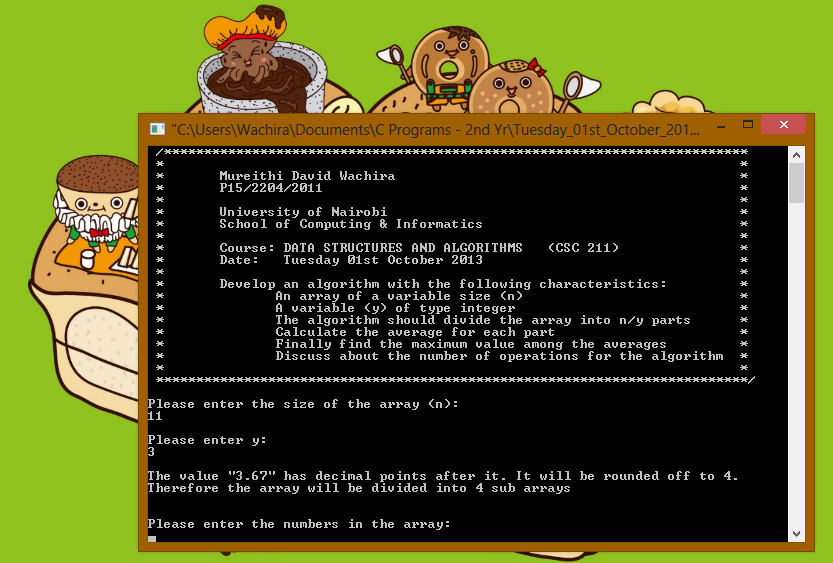 "C:\Users\Wachira\Documents\C Programs - 2nd Yr\Tuesday_01st_October_201...
/***************************************************************************
* *
* Mureithi David Wachira *
* P15/2204/2011 *
* *
* University of Nairobi *
* School of Computing & Informatics *
* *
* Course: DATA STRUCTURES AND ALGORITHMS (CSC 211) *
* Date: Tuesday 01st October 2013 *
* *
* Develop an algorithm with the following characteristics: *
* An array of a variable size (n) *
* A variable (y) of type integer *
* The algorithm should divide the array into n/y parts *
* Calculate the average for each part *
* Finally find the maximum value among the averages *
* Discuss about the number of operations for the algorithm *
* *
***************************************************************************/
Please enter the size of the array (n):
11
Please enter y:
3
The value "3.67" has decimal points after it. It will be rounded off to 4.
Therefore the array will be divided into 4 sub arrays
Please enter the numbers in the array: